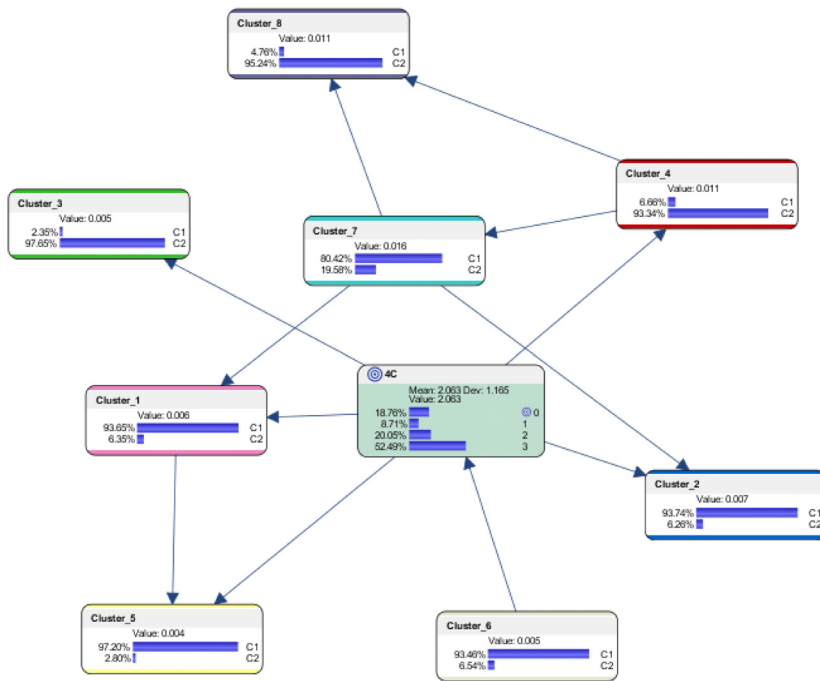 Cluster_8
Value: 0.011
4.76% C1
95.24% C2
Cluster_4
Value: 0.011
6.66% C1
93.34% C2
Cluster_3
Value: 0.005
2.35% C1
97.65% C2
Cluster_7
Value: 0.016
80.42% C1
19.58% C2
4C
Mean: 2.063 Dev: 1.165
Value: 2.063
18.76% 0
8.71% 1
20.05% 2
52.49% 3
Cluster_1
Value: 0.006
93.65% C1
6.35% C2
Cluster_2
Value: 0.007
93.74% C1
6.26% C2
Cluster_5
Value: 0.004
97.20% C1
2.80% C2
Cluster_6
Value: 0.005
93.46% C1
6.54% C2